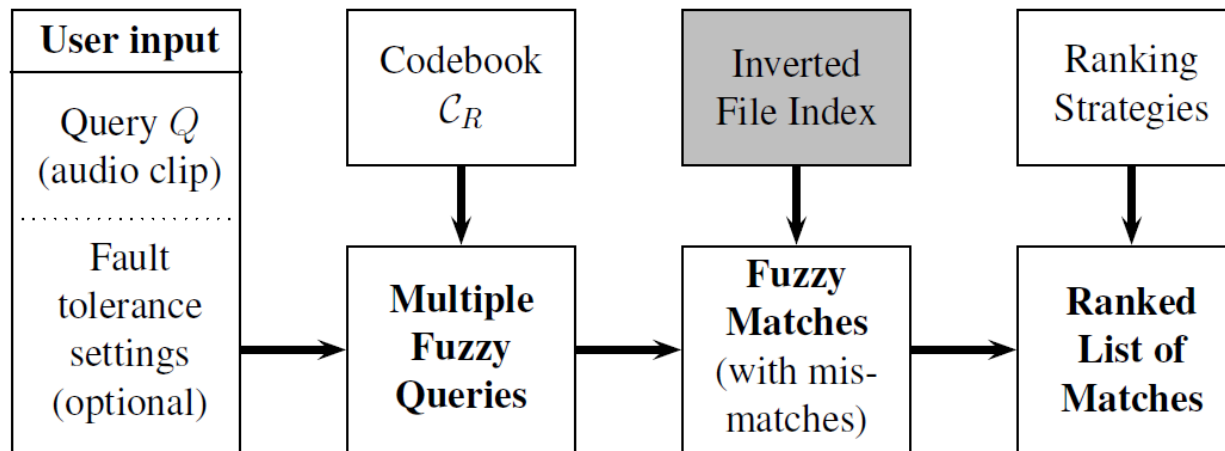 User input
Query Q
(audio clip)
Fault
tolerance
settings
(optional)
Codebook
𝒞_R
Inverted
File Index
Ranking
Strategies
Multiple
Fuzzy
Queries
Fuzzy
Matches
(with mis-
matches)
Ranked
List of
Matches